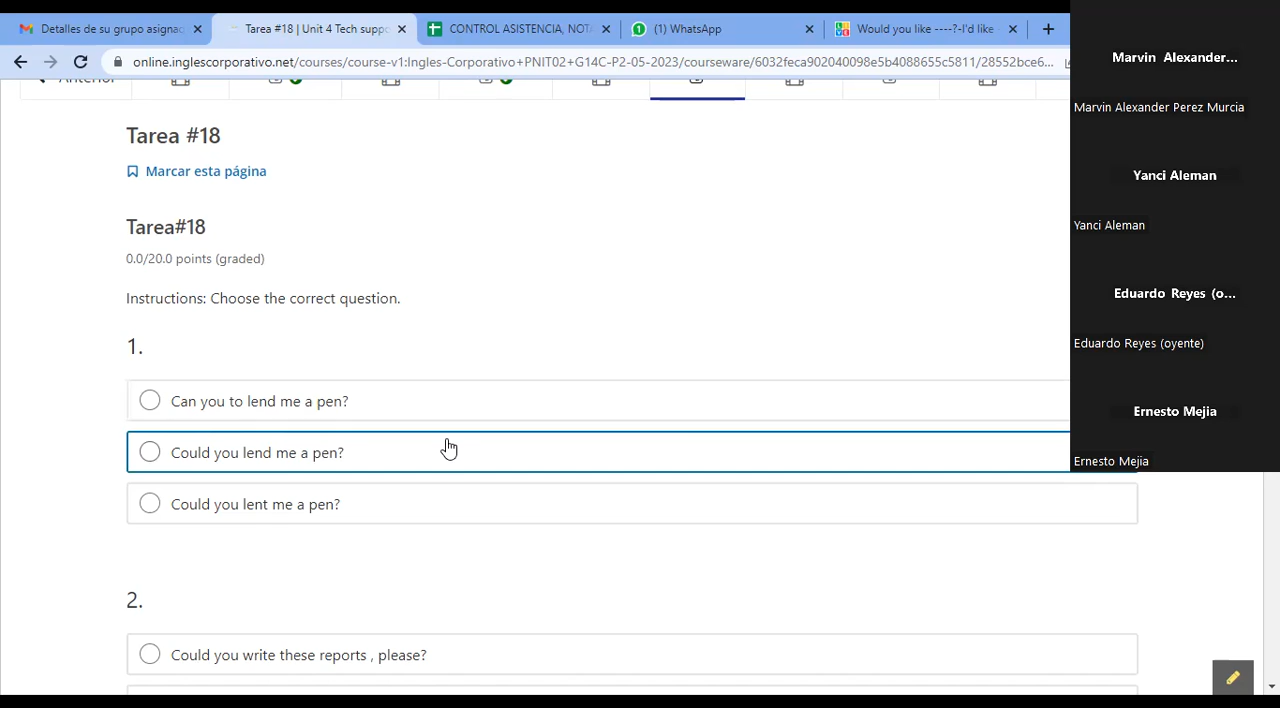 Detalles de su grupo asignac
Tarea #18 | Unit 4 Tech suppo
CONTROL ASISTENCIA, NOTA
(1) WhatsApp
Would you like ----?-I'd like
online.inglescorporativo.net/courses/course-v1:Ingles-Corporativo+PNIT02+G14C-P2-05-2023/courseware/6032feca902040098e5b4088655c5811/28552bce6...
Anterior
Tarea #18
Marcar esta página
Tarea#18
0.0/20.0 points (graded)
Instructions: Choose the correct question.
1.
Can you to lend me a pen?
Could you lend me a pen?
Could you lent me a pen?
2.
Could you write these reports , please?
Marvin Alexander...
Marvin Alexander Perez Murcia
Yanci Aleman
Yanci Aleman
Eduardo Reyes (o...
Eduardo Reyes (oyente)
Ernesto Mejia
Ernesto Mejia